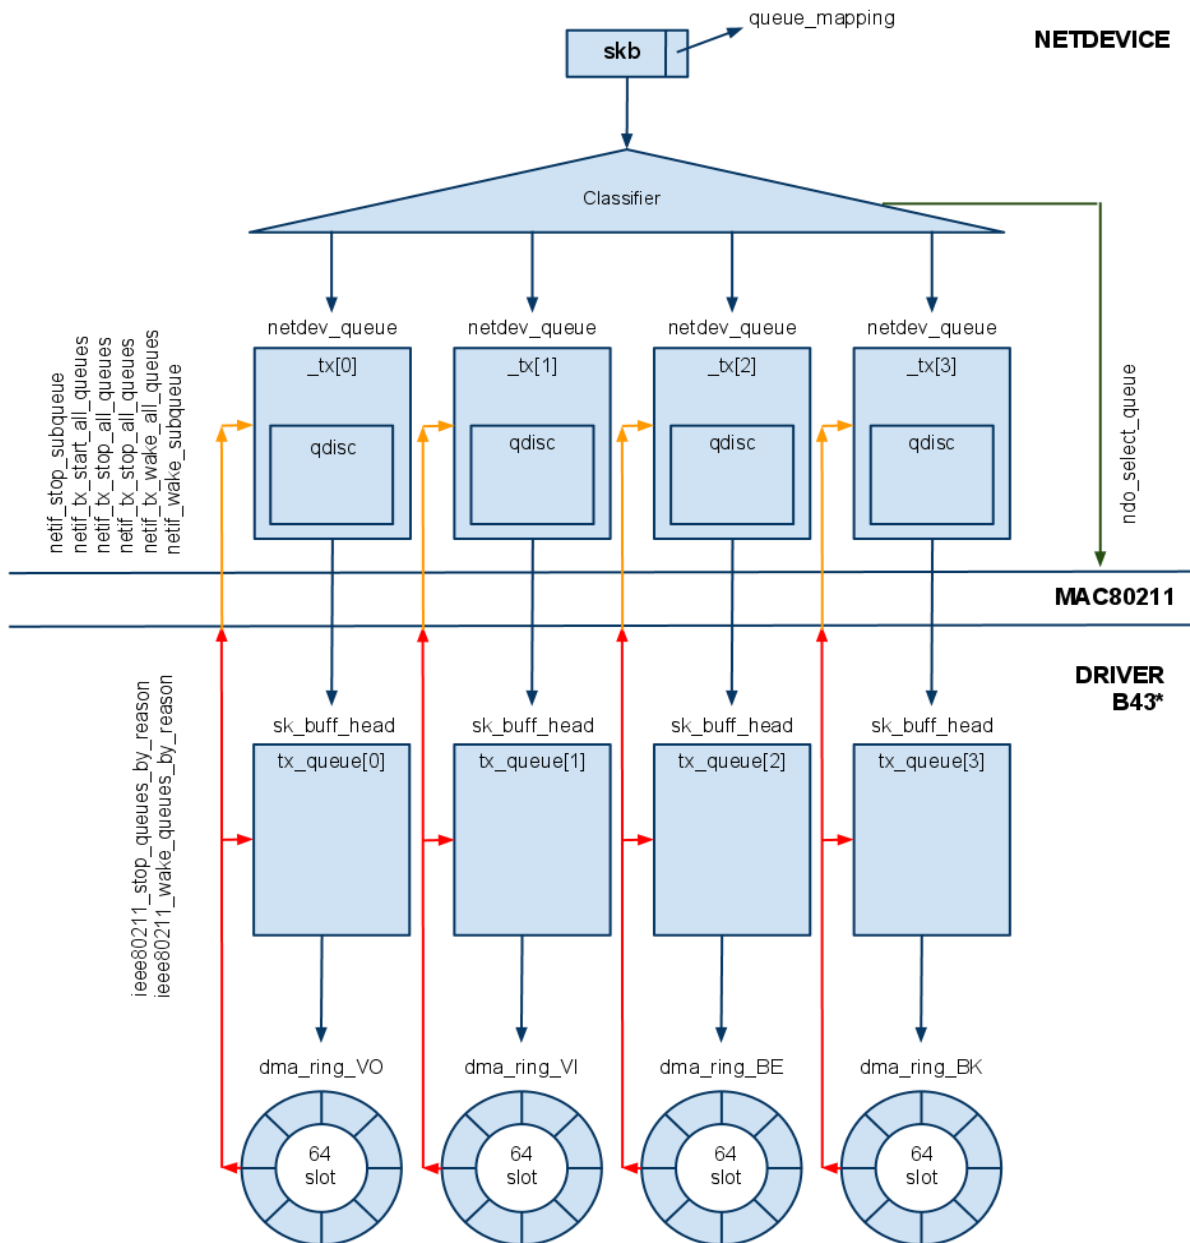 queue_mapping
NETDEVICE
skb
Classifier
netdev_queue
netdev_queue
netdev_queue
netdev_queue
_tx[0]
_tx[1]
_tx[2]
_tx[3]
qdisc
qdisc
qdisc
qdisc
netif_stop_subqueue
netif_tx_start_all_queues
netif_tx_stop_all_queues
netif_tx_stop_all_queues
netif_tx_wake_all_queues
netif_wake_subqueue
ndo_select_queue
MAC80211
DRIVER
B43*
ieee80211_stop_queues_by_reason
ieee80211_wake_queues_by_reason
sk_buff_head
sk_buff_head
sk_buff_head
sk_buff_head
tx_queue[0]
tx_queue[1]
tx_queue[2]
tx_queue[3]
dma_ring_VO
dma_ring_VI
dma_ring_BE
dma_ring_BK
64
slot
64
slot
64
slot
64
slot